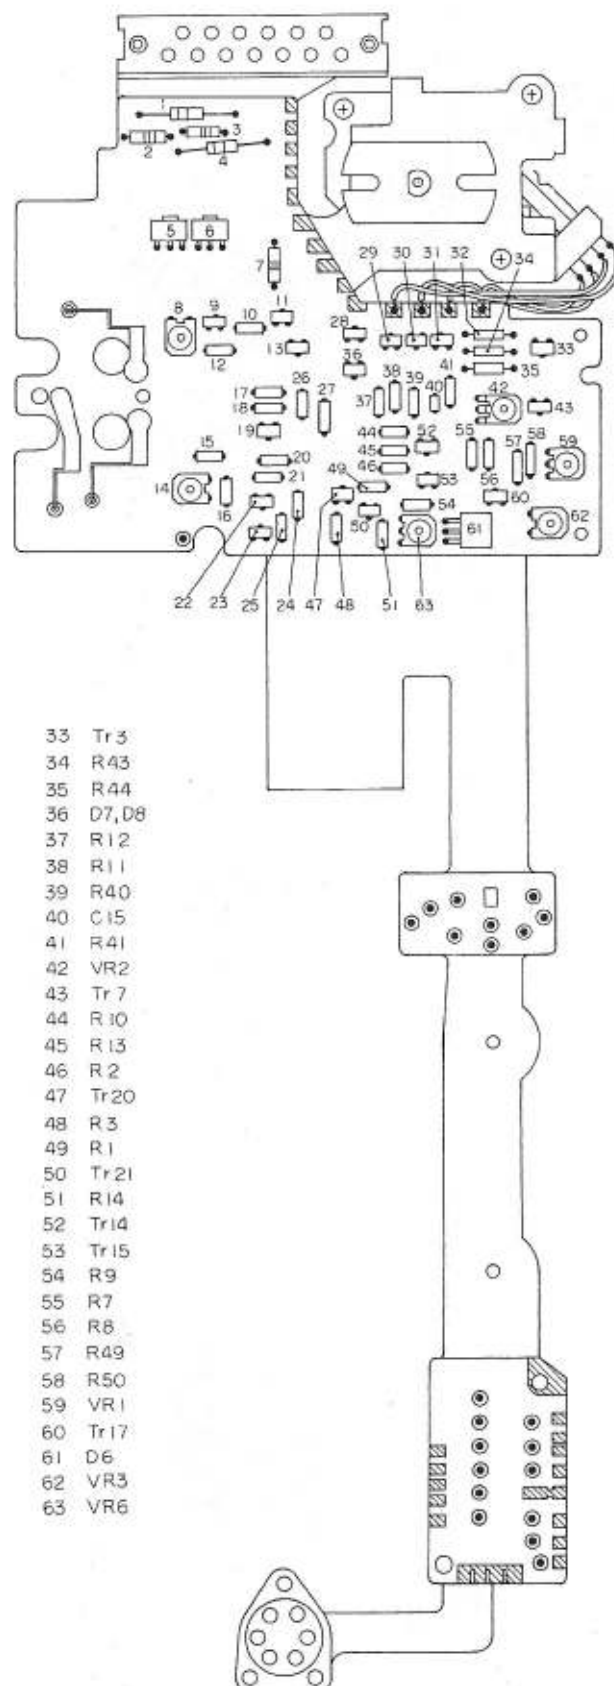 1
2
3
4
5 6
7
8 9 10 11
12 13
28 29 30 31 32 34
33
36 35
17 18 26 27 37 38 39 40 41 42 43
19 44 52
15 20 45 55 57 58 59
14 16 21 49 46 53 56 60
50 54 61 62
22 23 25 24 47 48 51 63
33 Tr3
34 R43
35 R44
36 D7,D8
37 R12
38 R11
39 R40
40 C15
41 R41
42 VR2
43 Tr7
44 R10
45 R13
46 R2
47 Tr20
48 R3
49 R1
50 Tr21
51 R14
52 Tr14
53 Tr15
54 R9
55 R7
56 R8
57 R49
58 R50
59 VR1
60 Tr17
61 D6
62 VR3
63 VR6